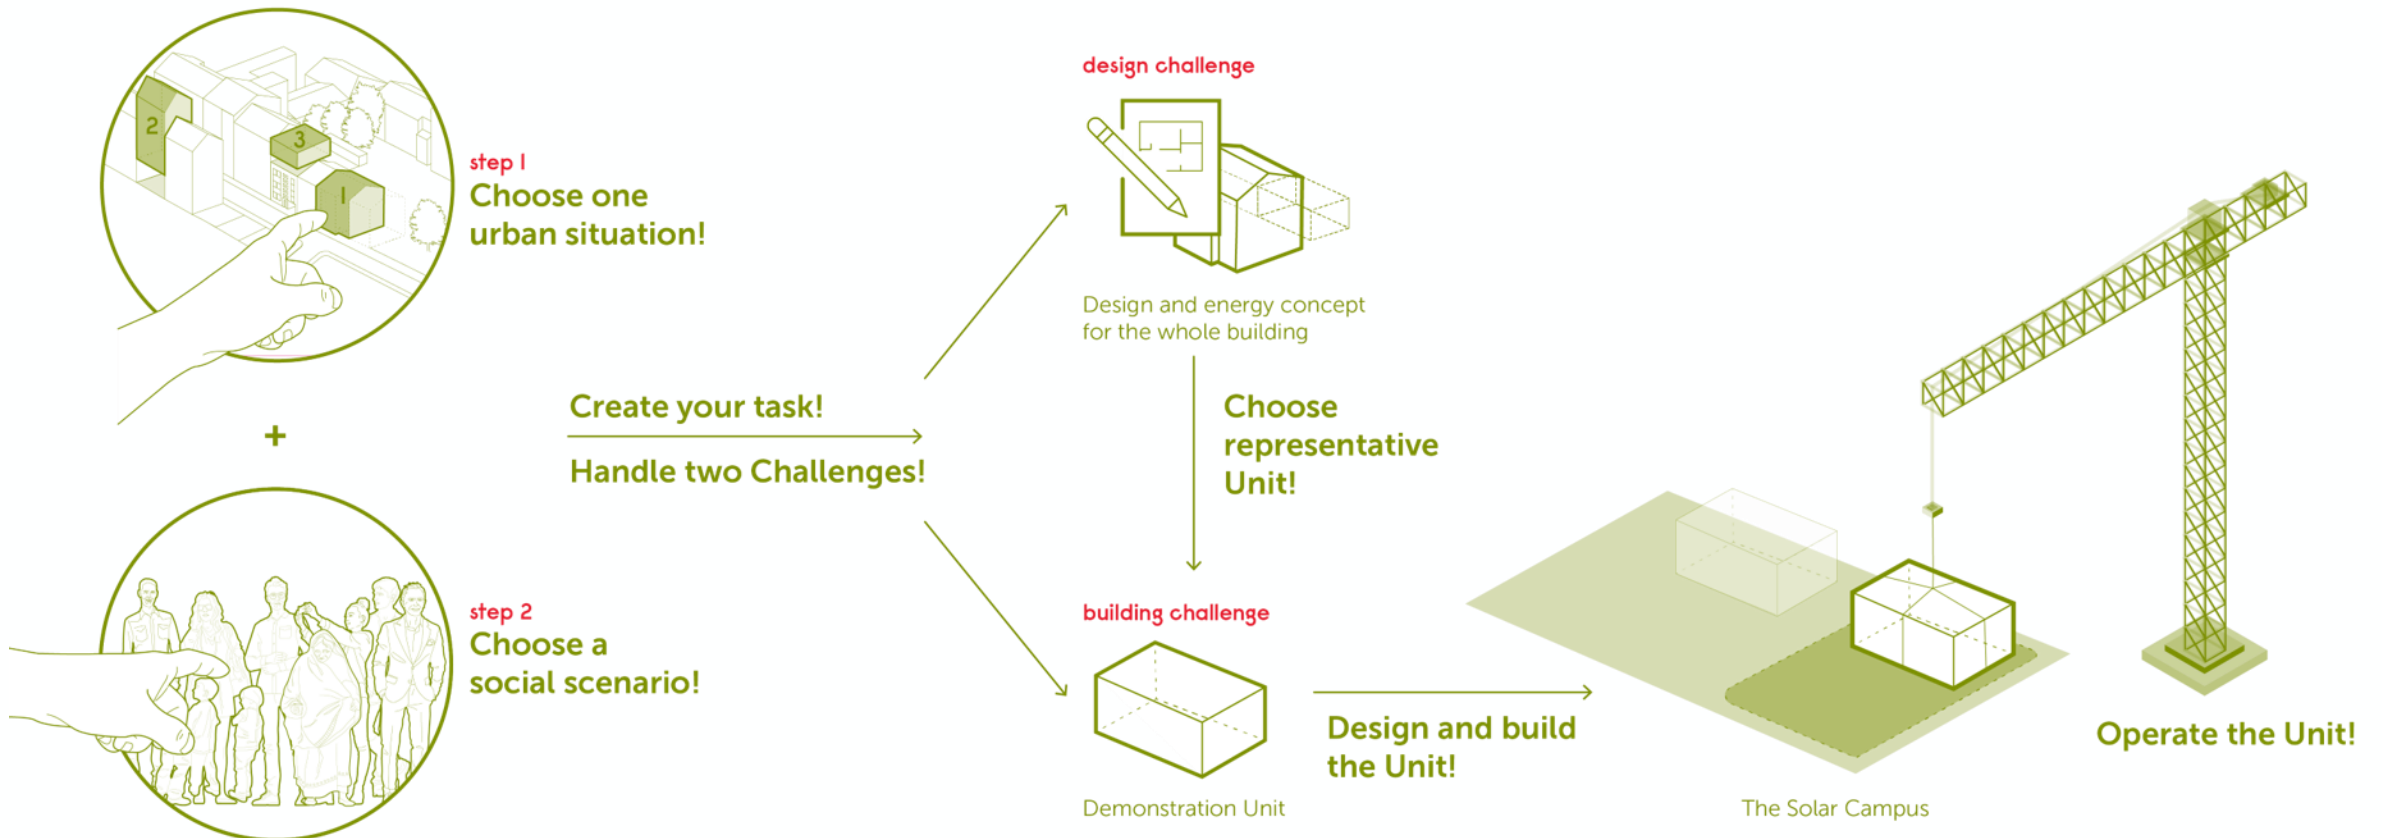 2
3
1
step 1
Choose one
urban situation!
+
step 2
Choose a
social scenario!
Create your task!
Handle two Challenges!
design challenge
Design and energy concept
for the whole building
Choose
representative
Unit!
building challenge
Demonstration Unit
Design and build
the Unit!
The Solar Campus
Operate the Unit!